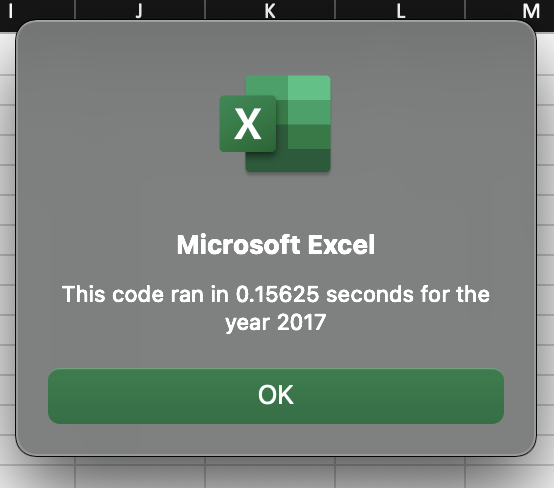 I J K L M
X
Microsoft Excel
This code ran in 0.15625 seconds for the
year 2017
OK